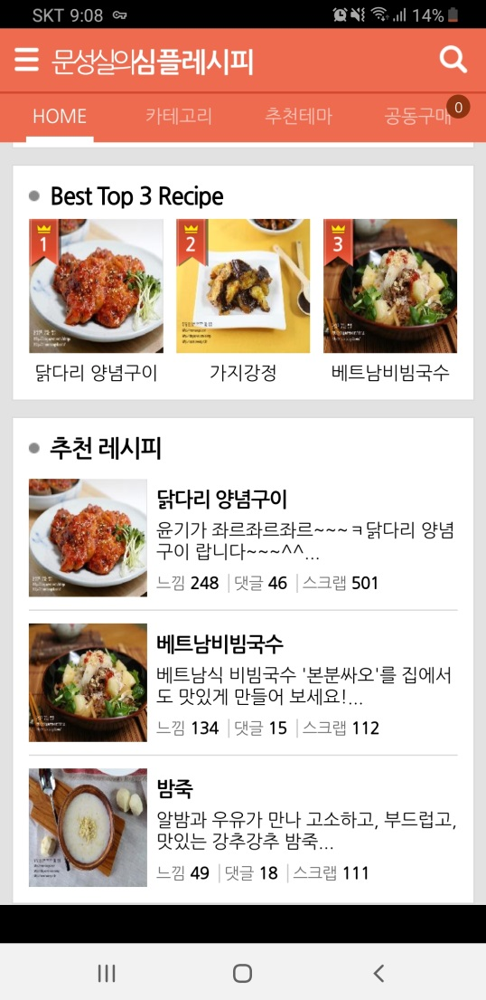 SKT 9:08 14%
문성실의심플레시피
HOME 카테고리 추천테마 공동구매 0
Best Top 3 Recipe
1 2 3
닭다리 양념구이 가지강정 베트남비빔국수
추천 레시피
닭다리 양념구이
윤기가 좌르좌르좌르~~~ㅋ닭다리 양념
구이 랍니다~~~^^...
느낌 248 댓글 46 스크랩 501
베트남비빔국수
베트남식 비빔국수 '본분싸오'를 집에서
도 맛있게 만들어 보세요!...
느낌 134 댓글 15 스크랩 112
밤죽
알밤과 우유가 만나 고소하고, 부드럽고,
맛있는 강추강추 밤죽...
느낌 49 댓글 18 스크랩 111